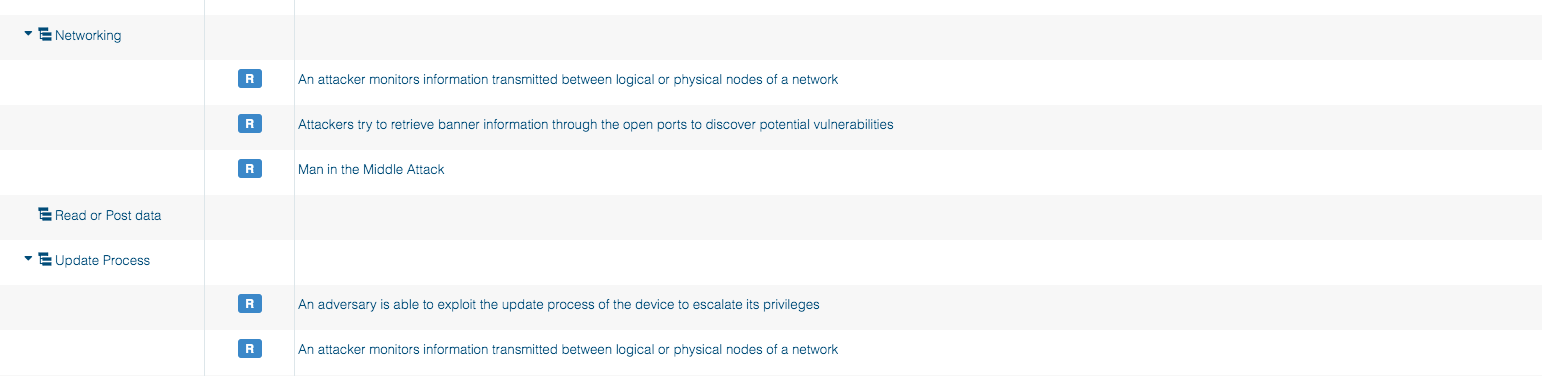 Networking
R An attacker monitors information transmitted between logical or physical nodes of a network
R Attackers try to retrieve banner information through the open ports to discover potential vulnerabilities
R Man in the Middle Attack
Read or Post data
Update Process
R An adversary is able to exploit the update process of the device to escalate its privileges
R An attacker monitors information transmitted between logical or physical nodes of a network